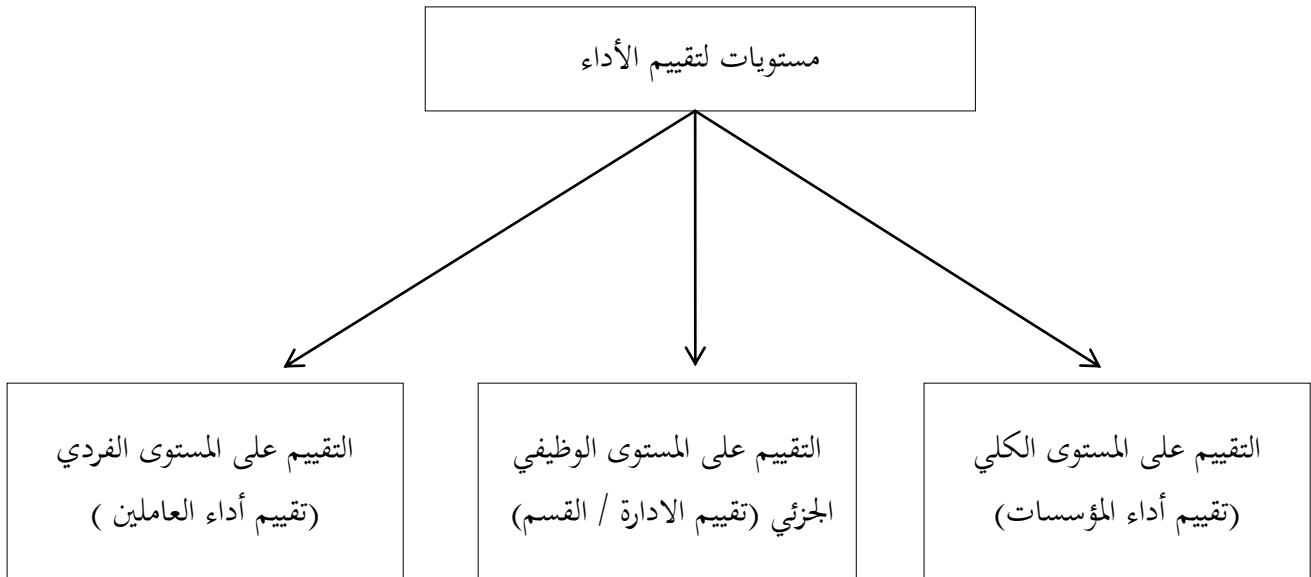 مستويات لتقييم الأداء
التقييم على المستوى الكلي
(تقييم أداء المؤسسات)
التقييم على المستوى الوظيفي
الجزئي (تقييم الادارة / القسم)
التقييم على المستوى الفردي
(تقييم أداء العاملين )